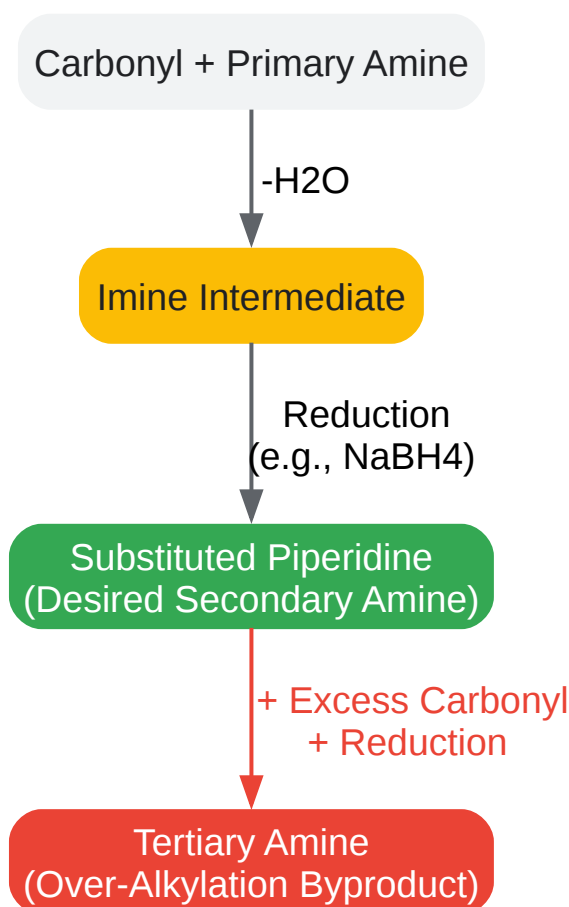 Carbonyl + Primary Amine
-H2O
Imine Intermediate
Reduction
(e.g., NaBH4)
Substituted Piperidine
(Desired Secondary Amine)
+ Excess Carbonyl
+ Reduction
Tertiary Amine
(Over-Alkylation Byproduct)